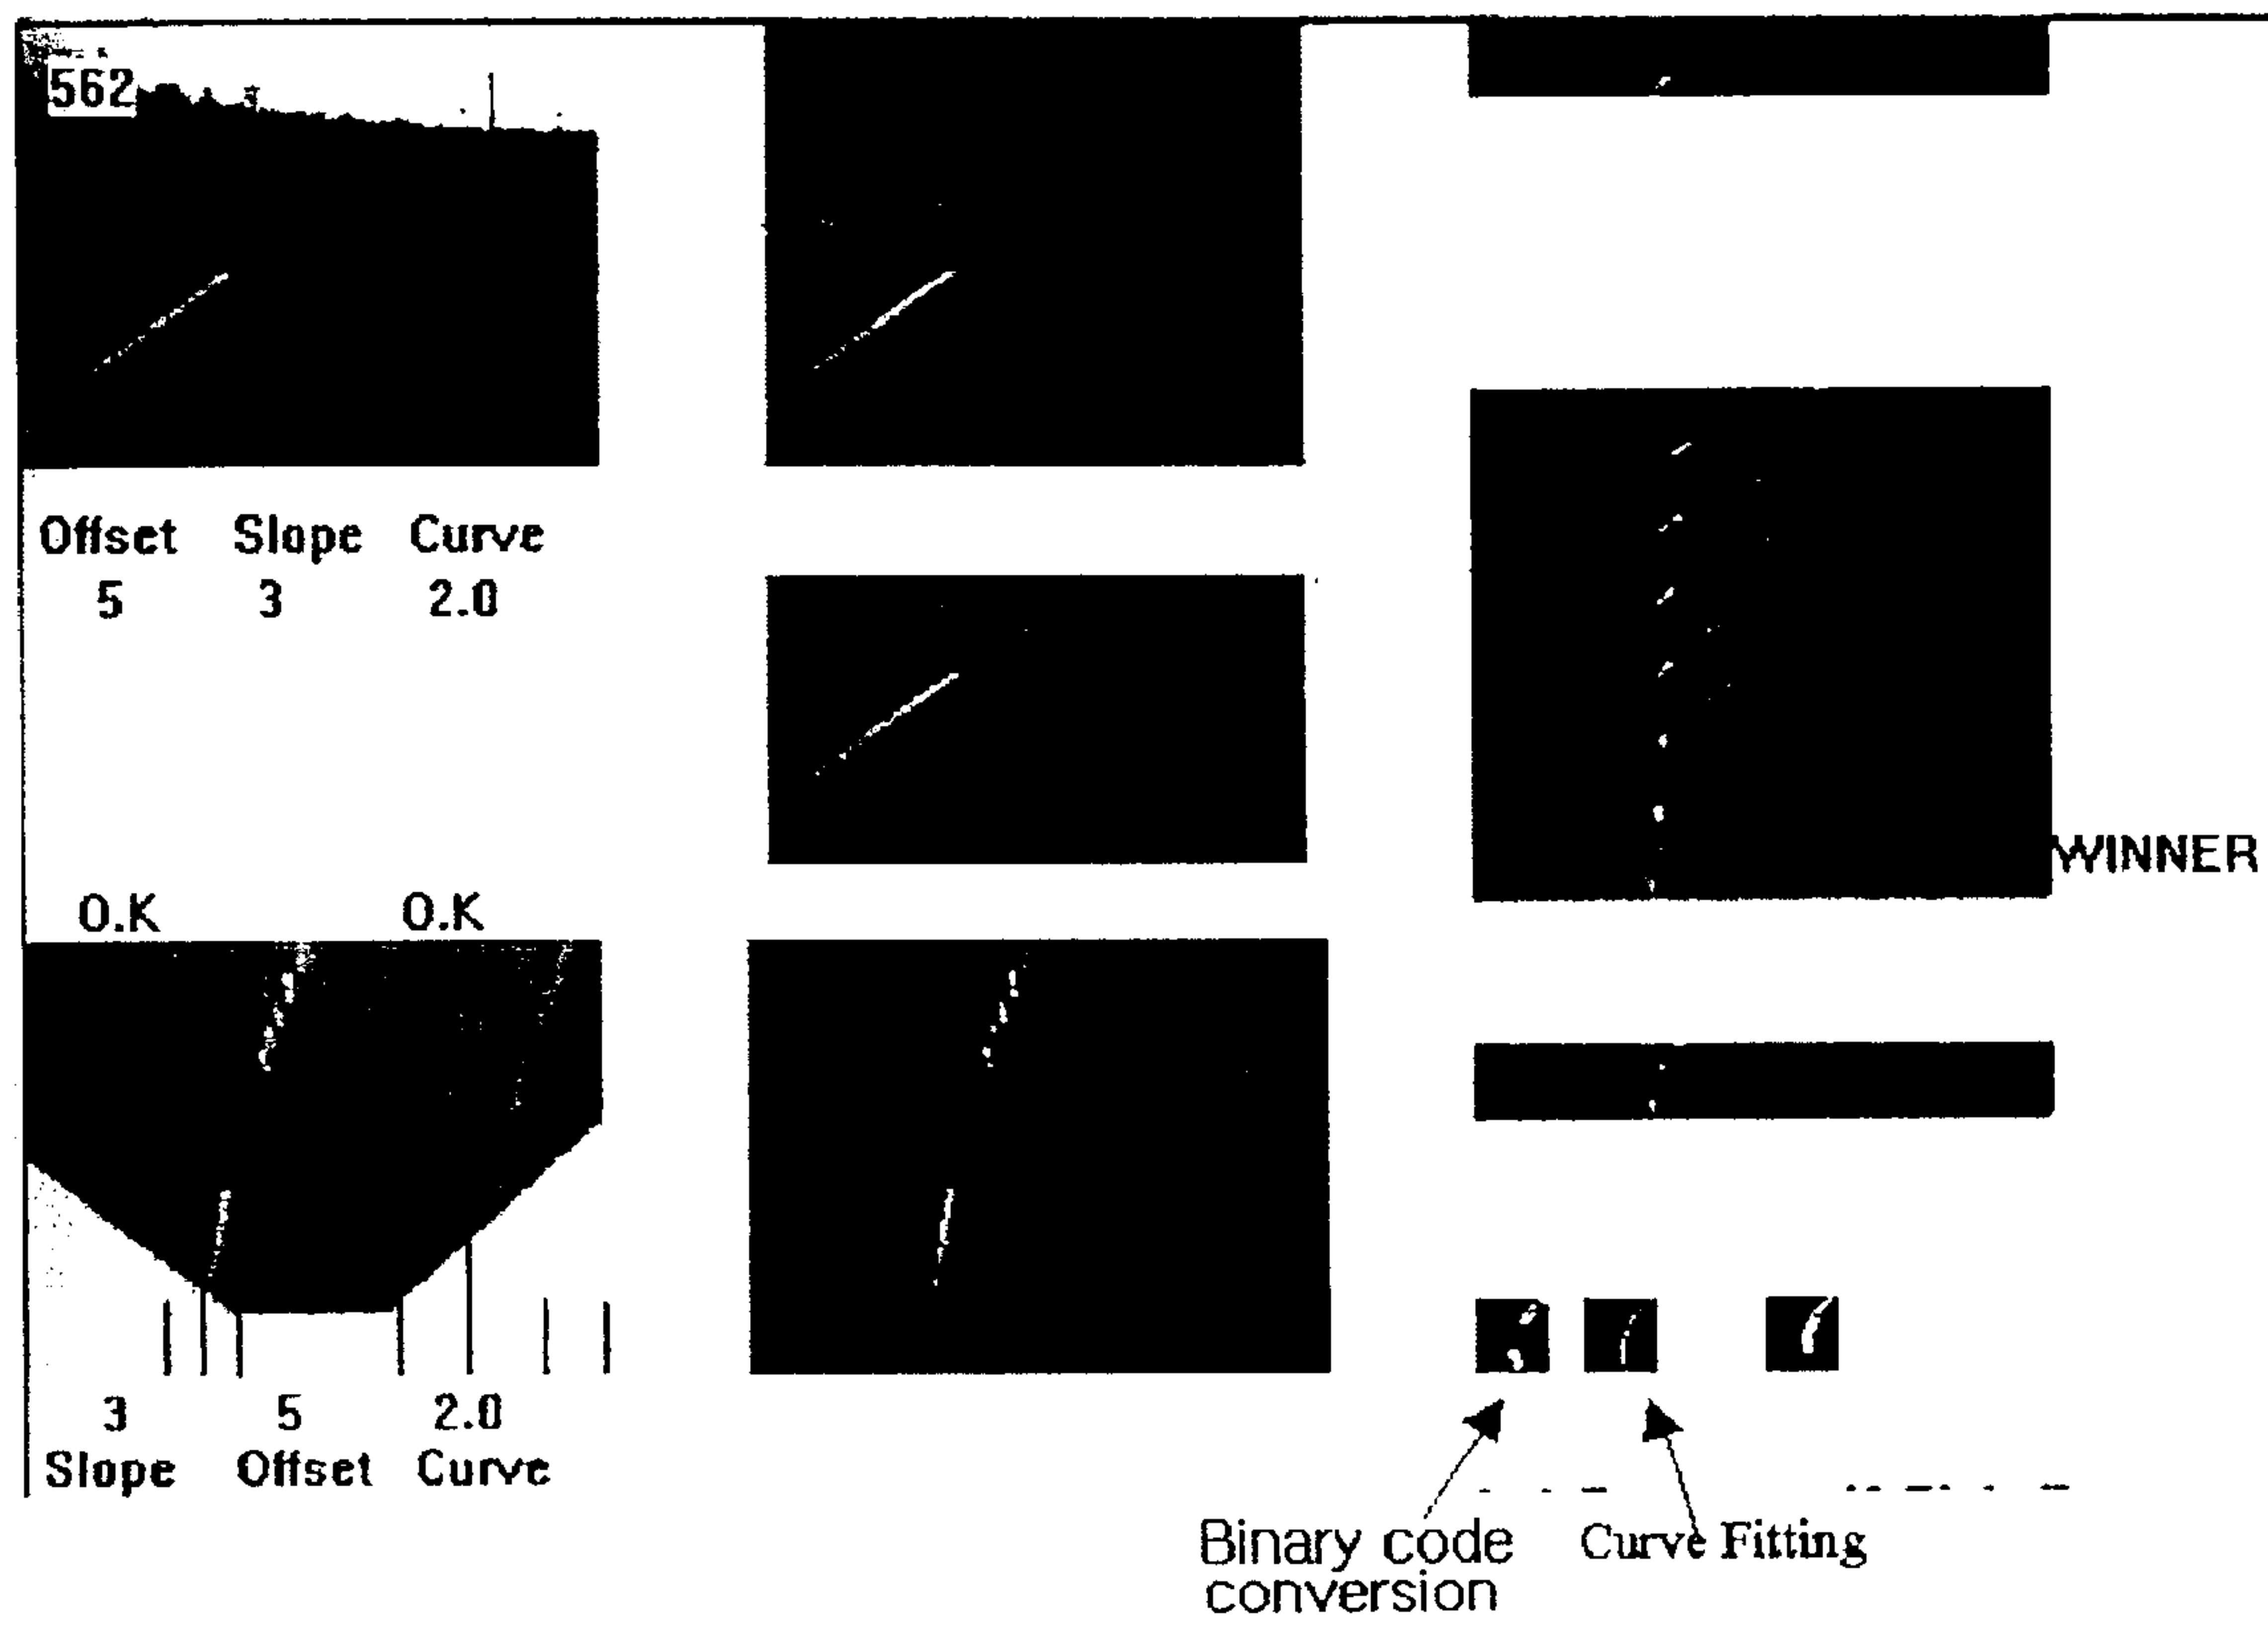 562
Offset Slope Curve
5 3 2.0
WINNER
O.K O.K
3 5 2.0
Slope Offset Curve
Binary code
conversion
Curve Fitting